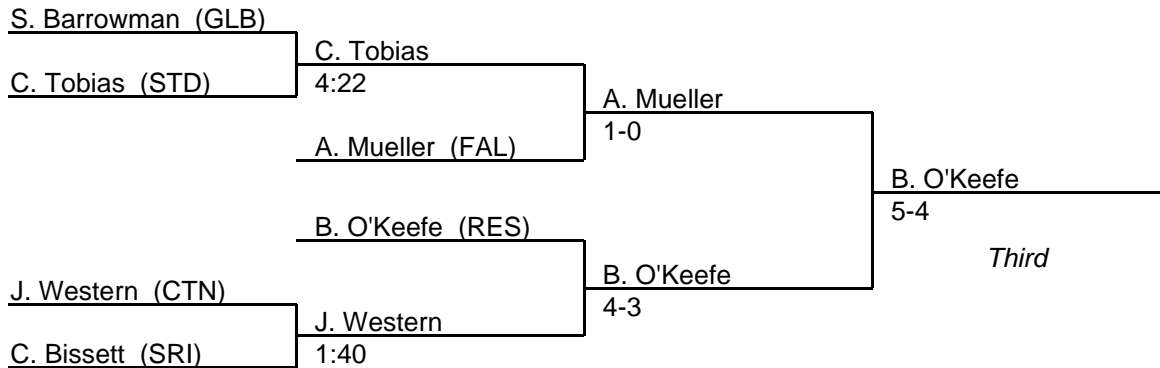 S. Barrowman (GLB)
C. Tobias
C. Tobias (STD)
4:22
A. Mueller
1-0
A. Mueller (FAL)
B. O'Keefe
5-4
B. O'Keefe (RES)
Third
B. O'Keefe
J. Western (CTN)
4-3
J. Western
C. Bissett (SRI)
1:40